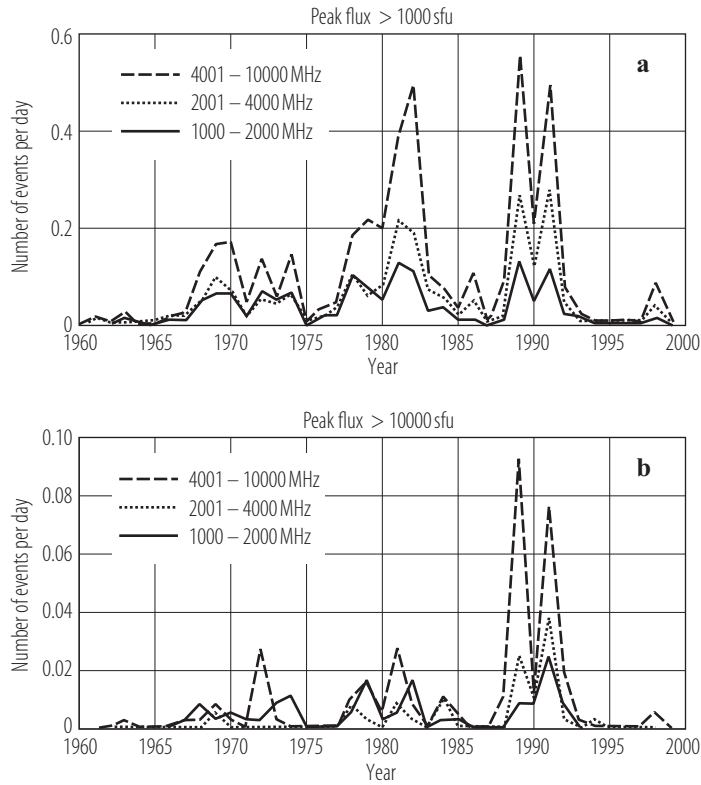 Peak flux > 1000 sfu
a
0.6
0.4
0.2
0
Number of events per day
4001 – 10000 MHz
2001 – 4000 MHz
1000 – 2000 MHz
1960 1965 1970 1975 1980 1985 1990 1995 2000
Year
Peak flux > 10000 sfu
b
0.10
0.08
0.06
0.04
0.02
0
Number of events per day
4001 – 10000 MHz
2001 – 4000 MHz
1000 – 2000 MHz
1960 1965 1970 1975 1980 1985 1990 1995 2000
Year